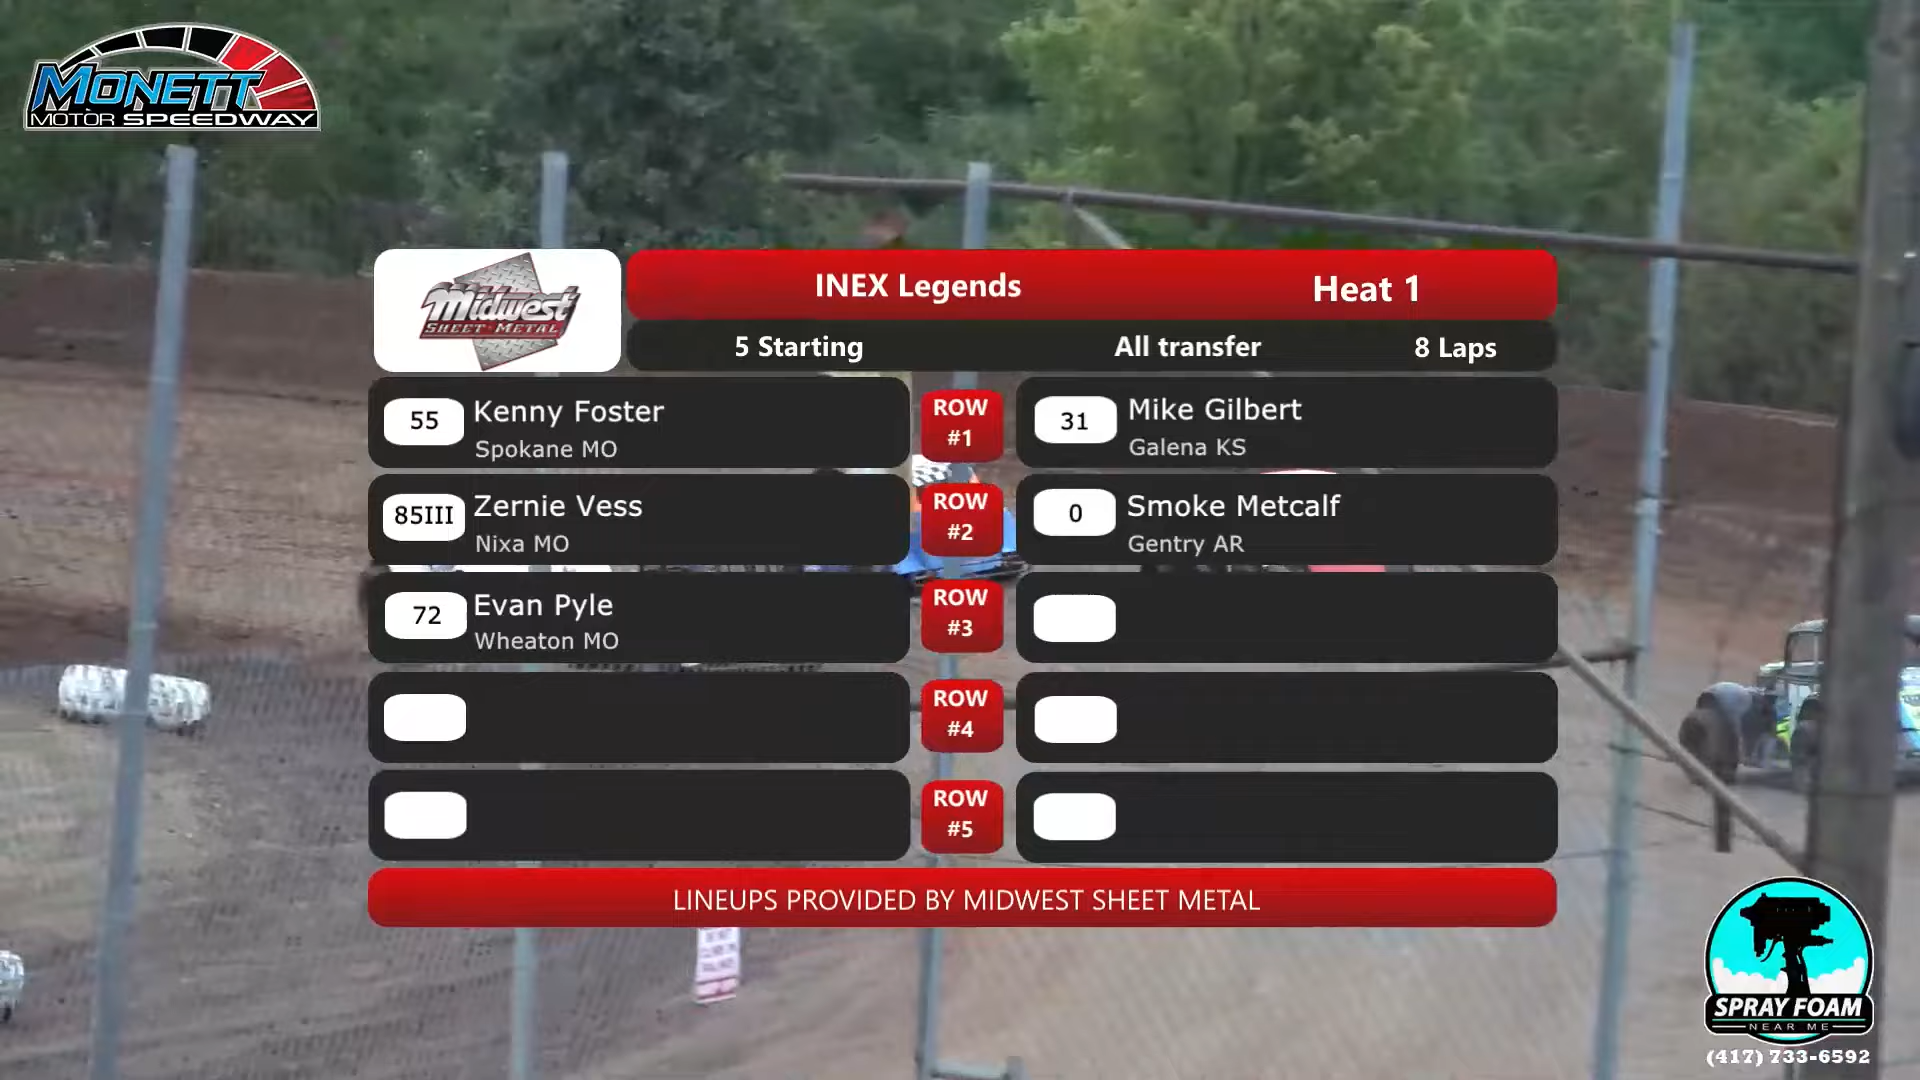 MONETT
MOTOR SPEEDWAY
Midwest
SHEET METAL
INEX Legends
Heat 1
5 Starting
All transfer
8 Laps
55
Kenny Foster
Spokane MO
ROW
#1
31
Mike Gilbert
Galena KS
85III
Zernie Vess
Nixa MO
ROW
#2
0
Smoke Metcalf
Gentry AR
72
Evan Pyle
Wheaton MO
ROW
#3
ROW
#4
ROW
#5
LINEUPS PROVIDED BY MIDWEST SHEET METAL
SPRAY FOAM
NEAR ME
(417) 733-6592